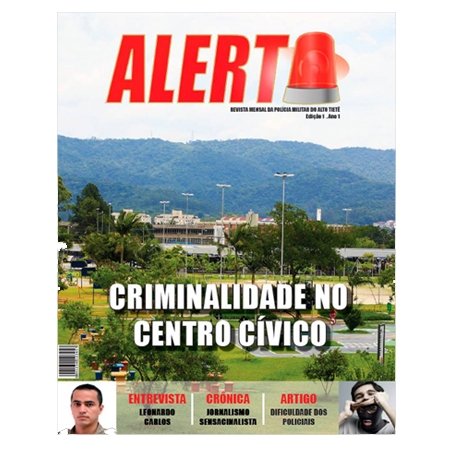 ALERTA
REVISTA MENSAL DA POLÍCIA MILITAR DO ALTO TIETÊ
Edição 1 . Ano 1
CRIMINALIDADE NO
CENTRO CÍVICO
ENTREVISTA
LEONARDO
CARLOS
CRÔNICA
JORNALISMO
SENSACINALISTA
ARTIGO
DIFICULDADE DOS
POLICIAIS